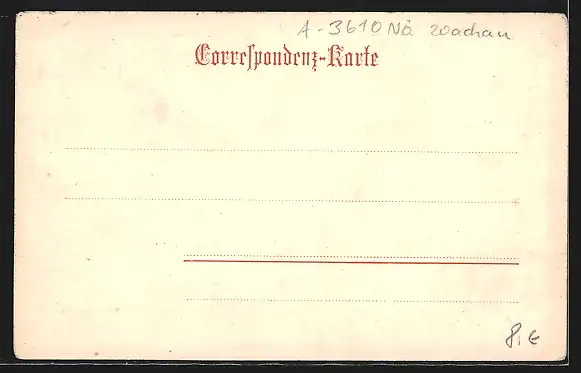 A-3610 Nö Wachau
Correspondenz-Karte
8,€